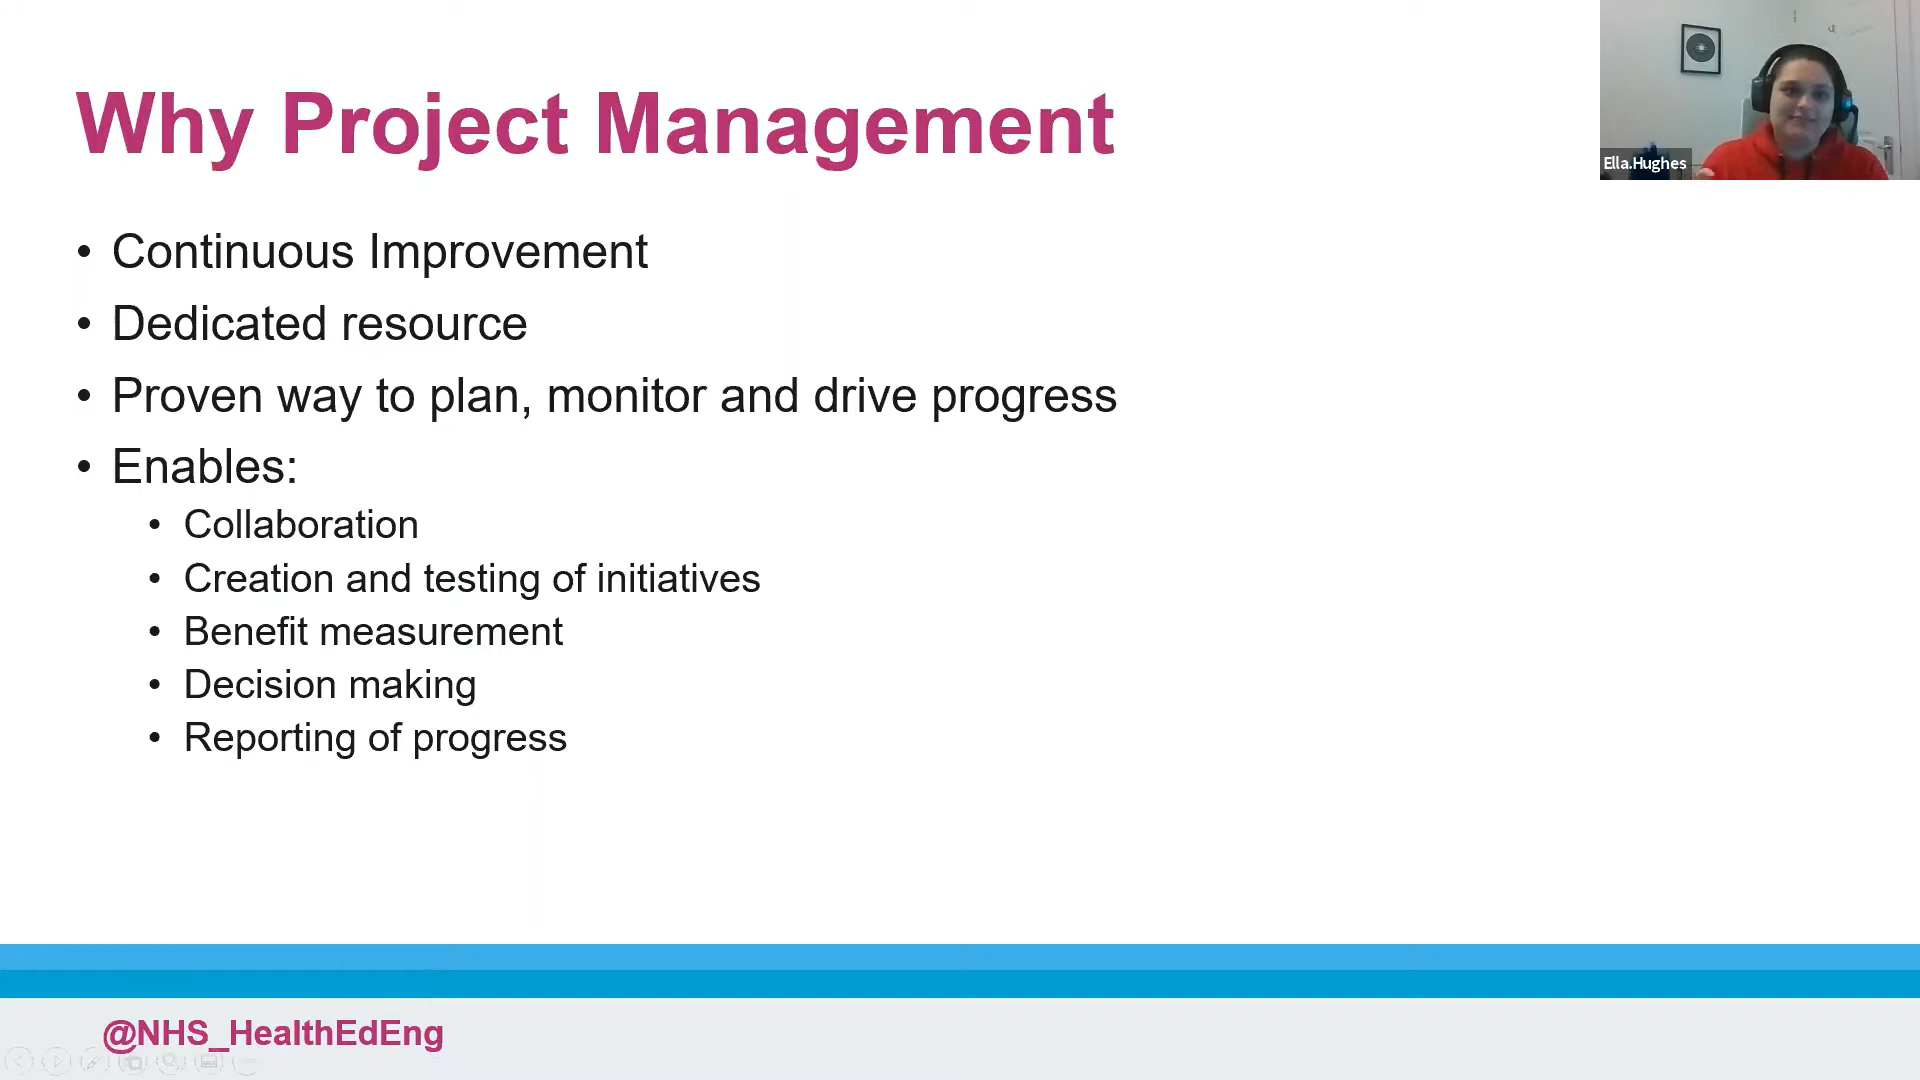 Why Project Management
Ella.Hughes
• Continuous Improvement
• Dedicated resource
• Proven way to plan, monitor and drive progress
• Enables:
• Collaboration
• Creation and testing of initiatives
• Benefit measurement
• Decision making
• Reporting of progress
@NHS_HealthEdEng